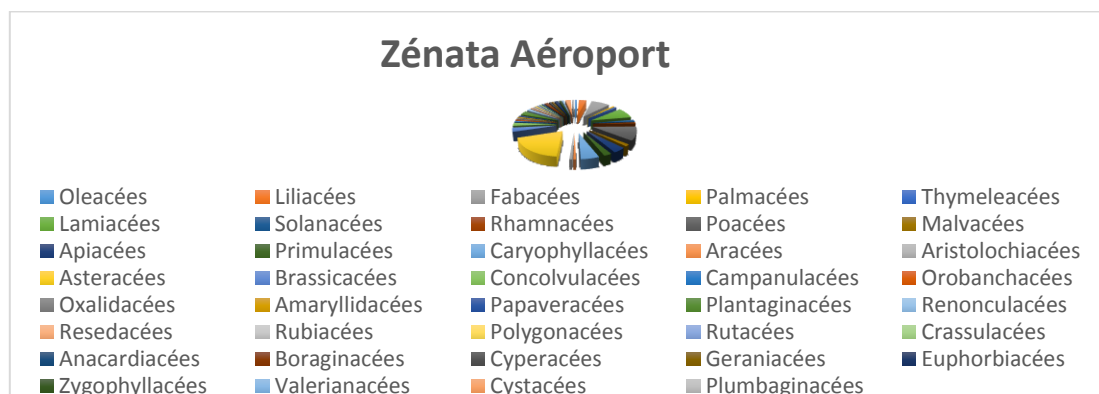 Zénata Aéroport
Oleacées Liliacées Fabacées Palmacées Thymeleacées
Lamiacées Solanacées Rhamnacées Poacées Malvacées
Apiacées Primulacées Caryophyllacées Aracées Aristolochiacées
Asteracées Brassicacées Concolvulacées Campanulacées Orobanchacées
Oxalidacées Amaryllidacées Papaveracées Plantaginacées Renonculacées
Resedacées Rubiacées Polygonacées Rutacées Crassulacées
Anacardiacées Boraginacées Cyperacées Geraniacées Euphorbiacées
Zygophyllacées Valerianacées Cystacées Plumbaginacées